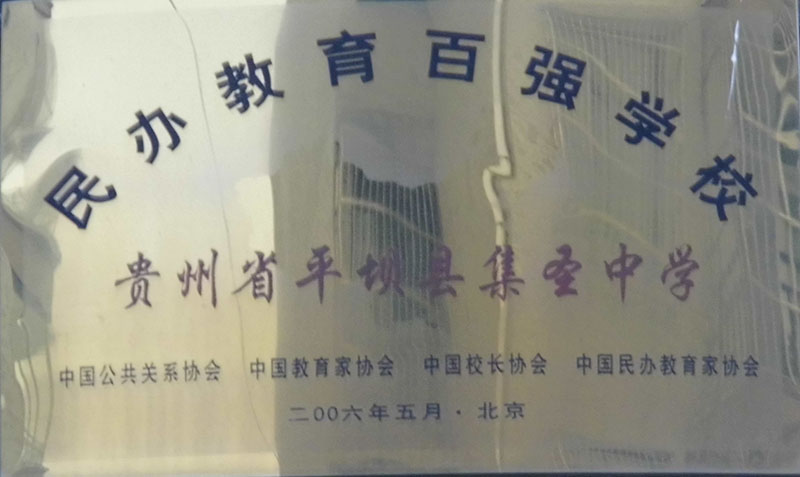 民办教育百强学校
贵州省平坝县集圣中学
中国公共关系协会 中国教育家协会 中国校长协会 中国民办教育家协会
二00六年五月·北京